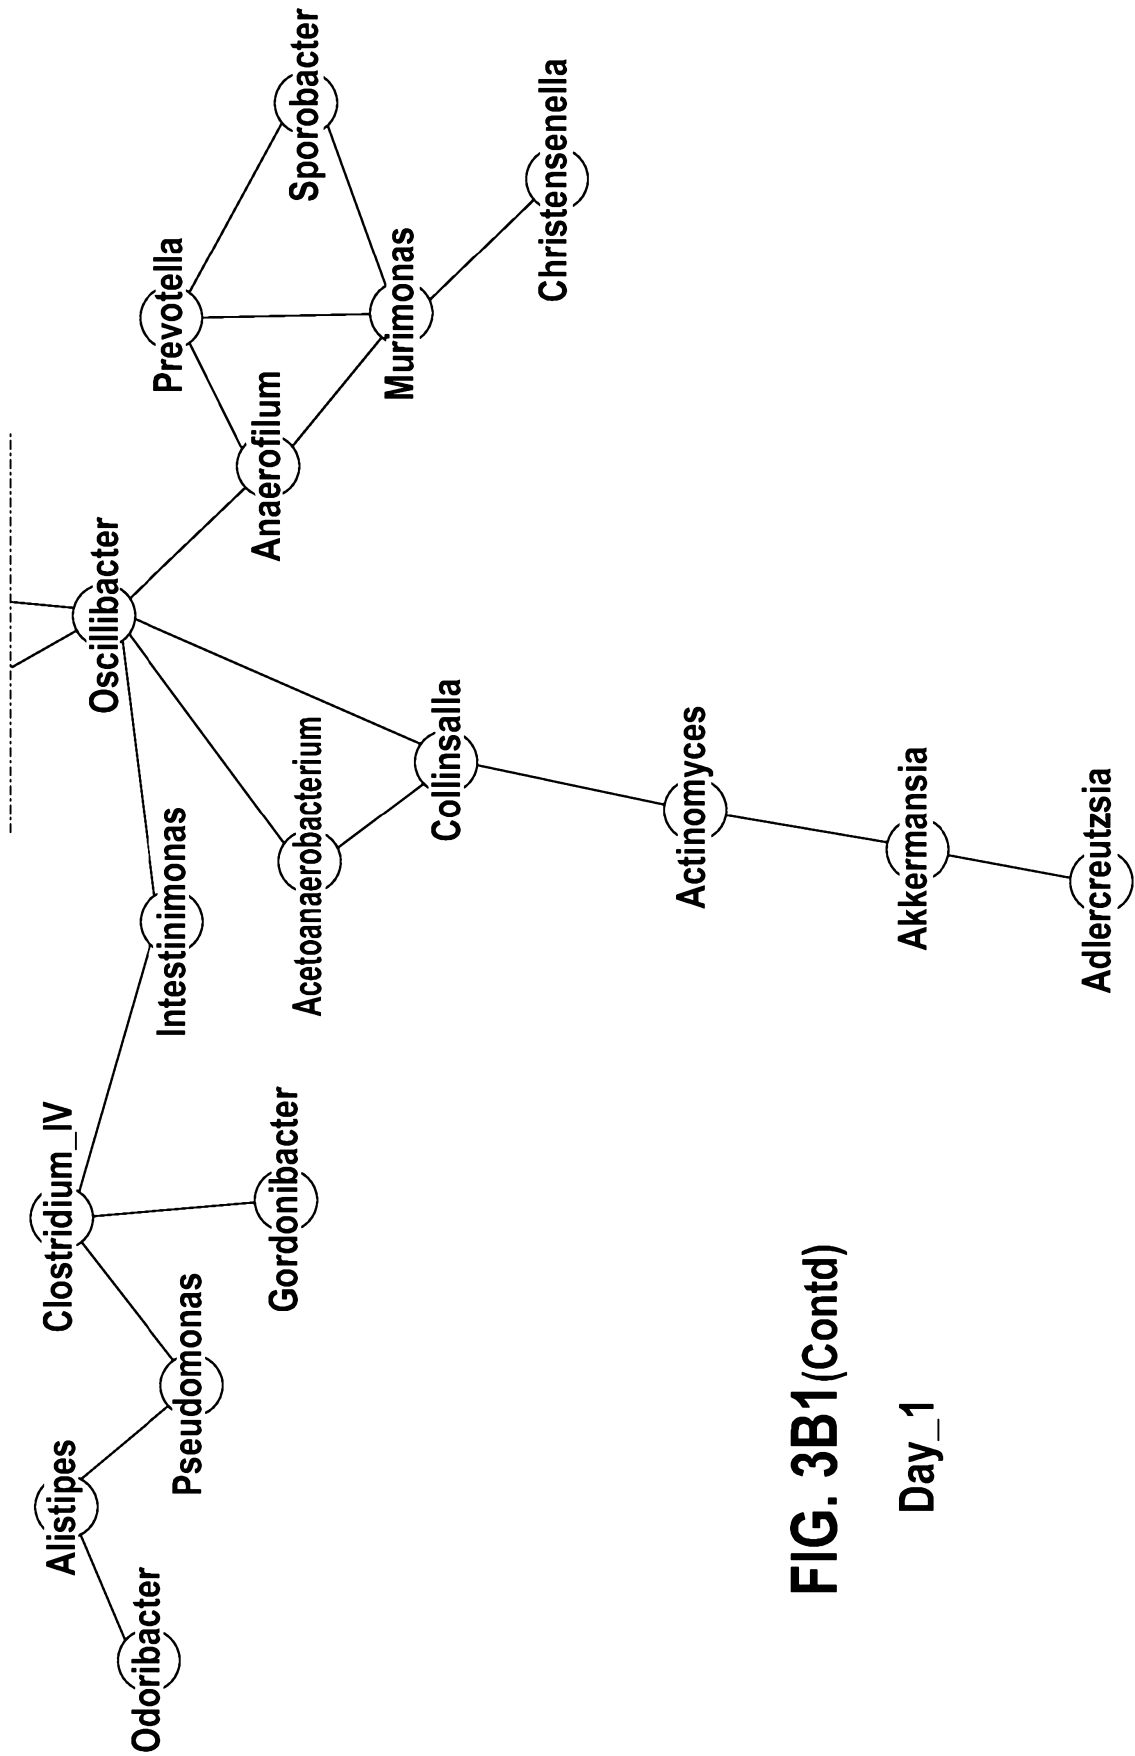 Odoribacter
Alistipes
Pseudomonas
Clostridium_IV
Gordonibacter
Intestinimonas
Acetoanaerobacterium
Oscillibacter
Collinsalla
Actinomyces
Akkermansia
Adlercreutzsia
Anaerofilum
Prevotella
Murimonas
Sporobacter
Christensenella
FIG. 3B1(Contd)
Day_1